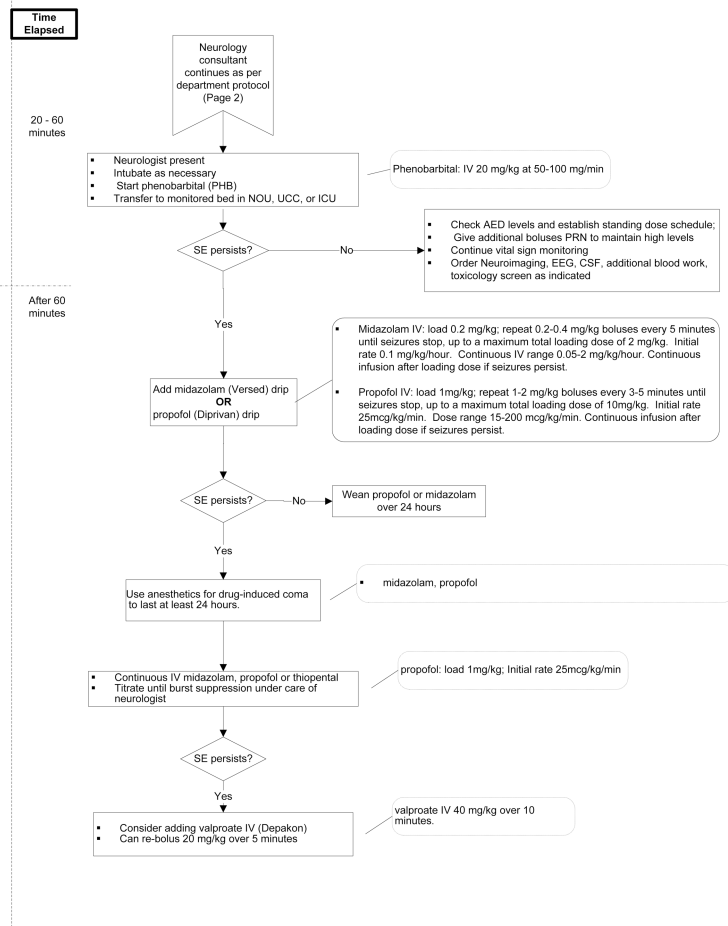 Time
Elapsed
Neurology
consultant
continues as per
department protocol
(Page 2)
20 - 60
minutes
▪ Neurologist present
▪ Intubate as necessary
▪ Start phenobarbital (PHB)
▪ Transfer to monitored bed in NOU, UCC, or ICU
Phenobarbital: IV 20 mg/kg at 50-100 mg/min
SE persists?
No
▪ Check AED levels and establish standing dose schedule;
▪ Give additional boluses PRN to maintain high levels
▪ Continue vital sign monitoring
▪ Order Neuroimaging, EEG, CSF, additional blood work,
toxicology screen as indicated
After 60
minutes
Yes
▪ Midazolam IV: load 0.2 mg/kg; repeat 0.2-0.4 mg/kg boluses every 5 minutes
until seizures stop, up to a maximum total loading dose of 2 mg/kg. Initial
rate 0.1 mg/kg/hour. Continuous IV range 0.05-2 mg/kg/hour. Continuous
infusion after loading dose if seizures persist.
▪ Propofol IV: load 1mg/kg; repeat 1-2 mg/kg boluses every 3-5 minutes until
seizures stop, up to a maximum total loading dose of 10mg/kg. Initial rate
25mcg/kg/min. Dose range 15-200 mcg/kg/min. Continuous infusion after
loading dose if seizures persist.
Add midazolam (Versed) drip
OR
propofol (Diprivan) drip
SE persists?
No
Wean propofol or midazolam
over 24 hours
Yes
Use anesthetics for drug-induced coma
to last at least 24 hours.
▪ midazolam, propofol
▪ Continuous IV midazolam, propofol or thiopental
▪ Titrate until burst suppression under care of
neurologist
propofol: load 1mg/kg; Initial rate 25mcg/kg/min
SE persists?
Yes
▪ Consider adding valproate IV (Depakon)
▪ Can re-bolus 20 mg/kg over 5 minutes
valproate IV 40 mg/kg over 10
minutes.